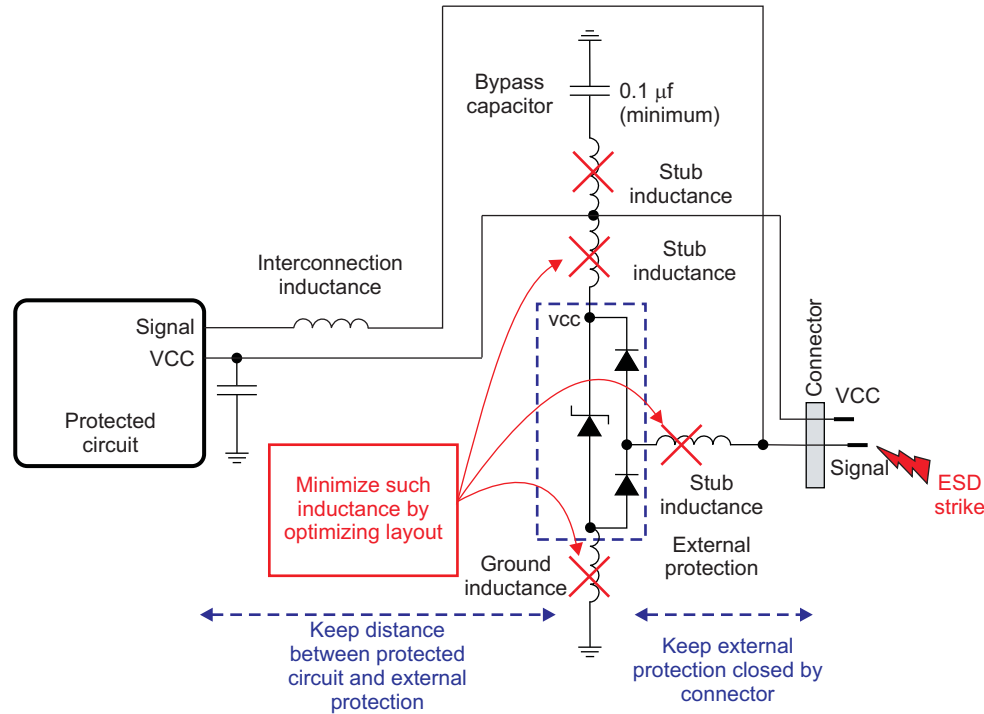 Bypass
capacitor
0.1 μf
(minimum)
Stub
inductance
Stub
inductance
Interconnection
inductance
Signal
VCC
Protected
circuit
vcc
Connector
VCC
Signal
ESD
strike
Minimize such
inductance by
optimizing layout
Stub
inductance
External
protection
Ground
inductance
Keep distance
between protected
circuit and external
protection
Keep external
protection closed by
connector